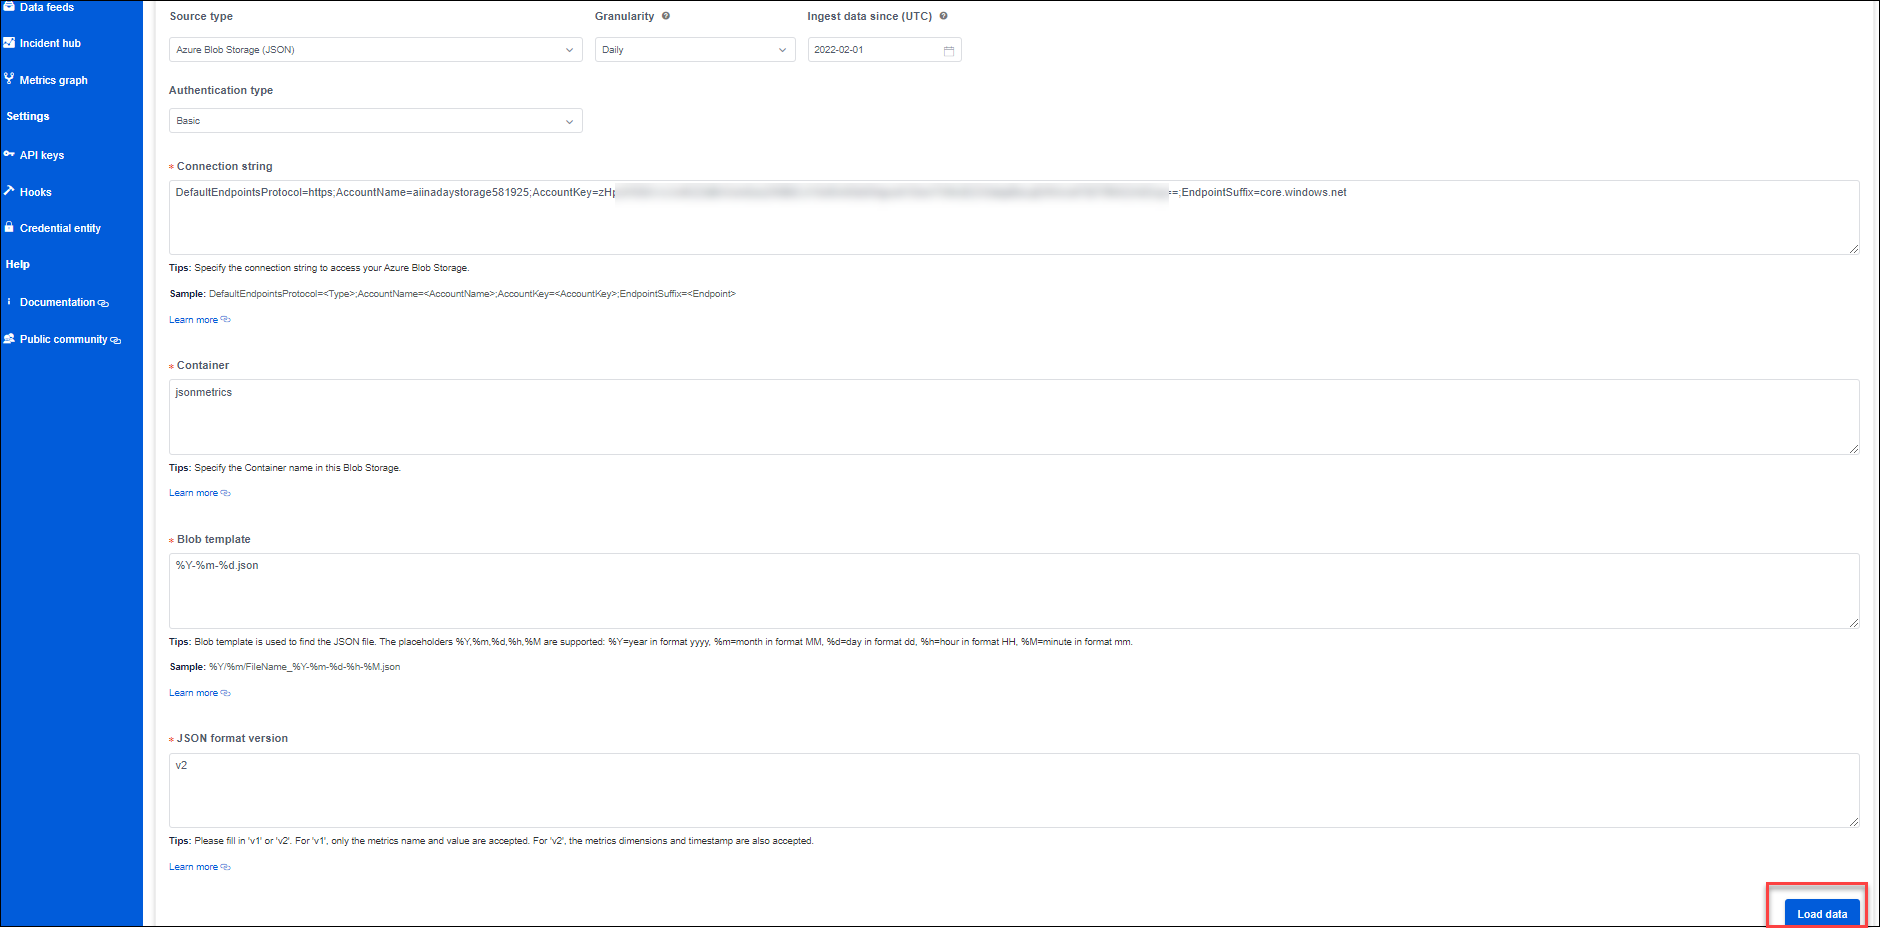 Data feeds
Incident hub
Metrics graph
Settings
API keys
Hooks
Credential entity
Help
Documentation
Public community
Source type
Granularity
Ingest data since (UTC)
Azure Blob Storage (JSON)
Daily
2022-02-01
Authentication type
Basic
* Connection string
DefaultEndpointsProtocol=https;AccountName=aiinadaystorage581925;AccountKey=zHp ==;EndpointSuffix=core.windows.net
Tips: Specify the connection string to access your Azure Blob Storage.
Sample: DefaultEndpointsProtocol=<Type>;AccountName=<AccountName>;AccountKey=<AccountKey>;EndpointSuffix=<Endpoint>
Learn more
* Container
jsonmetrics
Tips: Specify the Container name in this Blob Storage.
Learn more
* Blob template
%Y-%m-%d.json
Tips: Blob template is used to find the JSON file. The placeholders %Y,%m,%d,%h,%M are supported: %Y=year in format yyyy, %m=month in format MM, %d=day in format dd, %h=hour in format HH, %M=minute in format mm.
Sample: %Y/%m/FileName_%Y-%m-%d-%h-%M.json
Learn more
* JSON format version
v2
Tips: Please fill in 'v1' or 'v2'. For 'v1', only the metrics name and value are accepted. For 'v2', the metrics dimensions and timestamp are also accepted.
Learn more
Load data